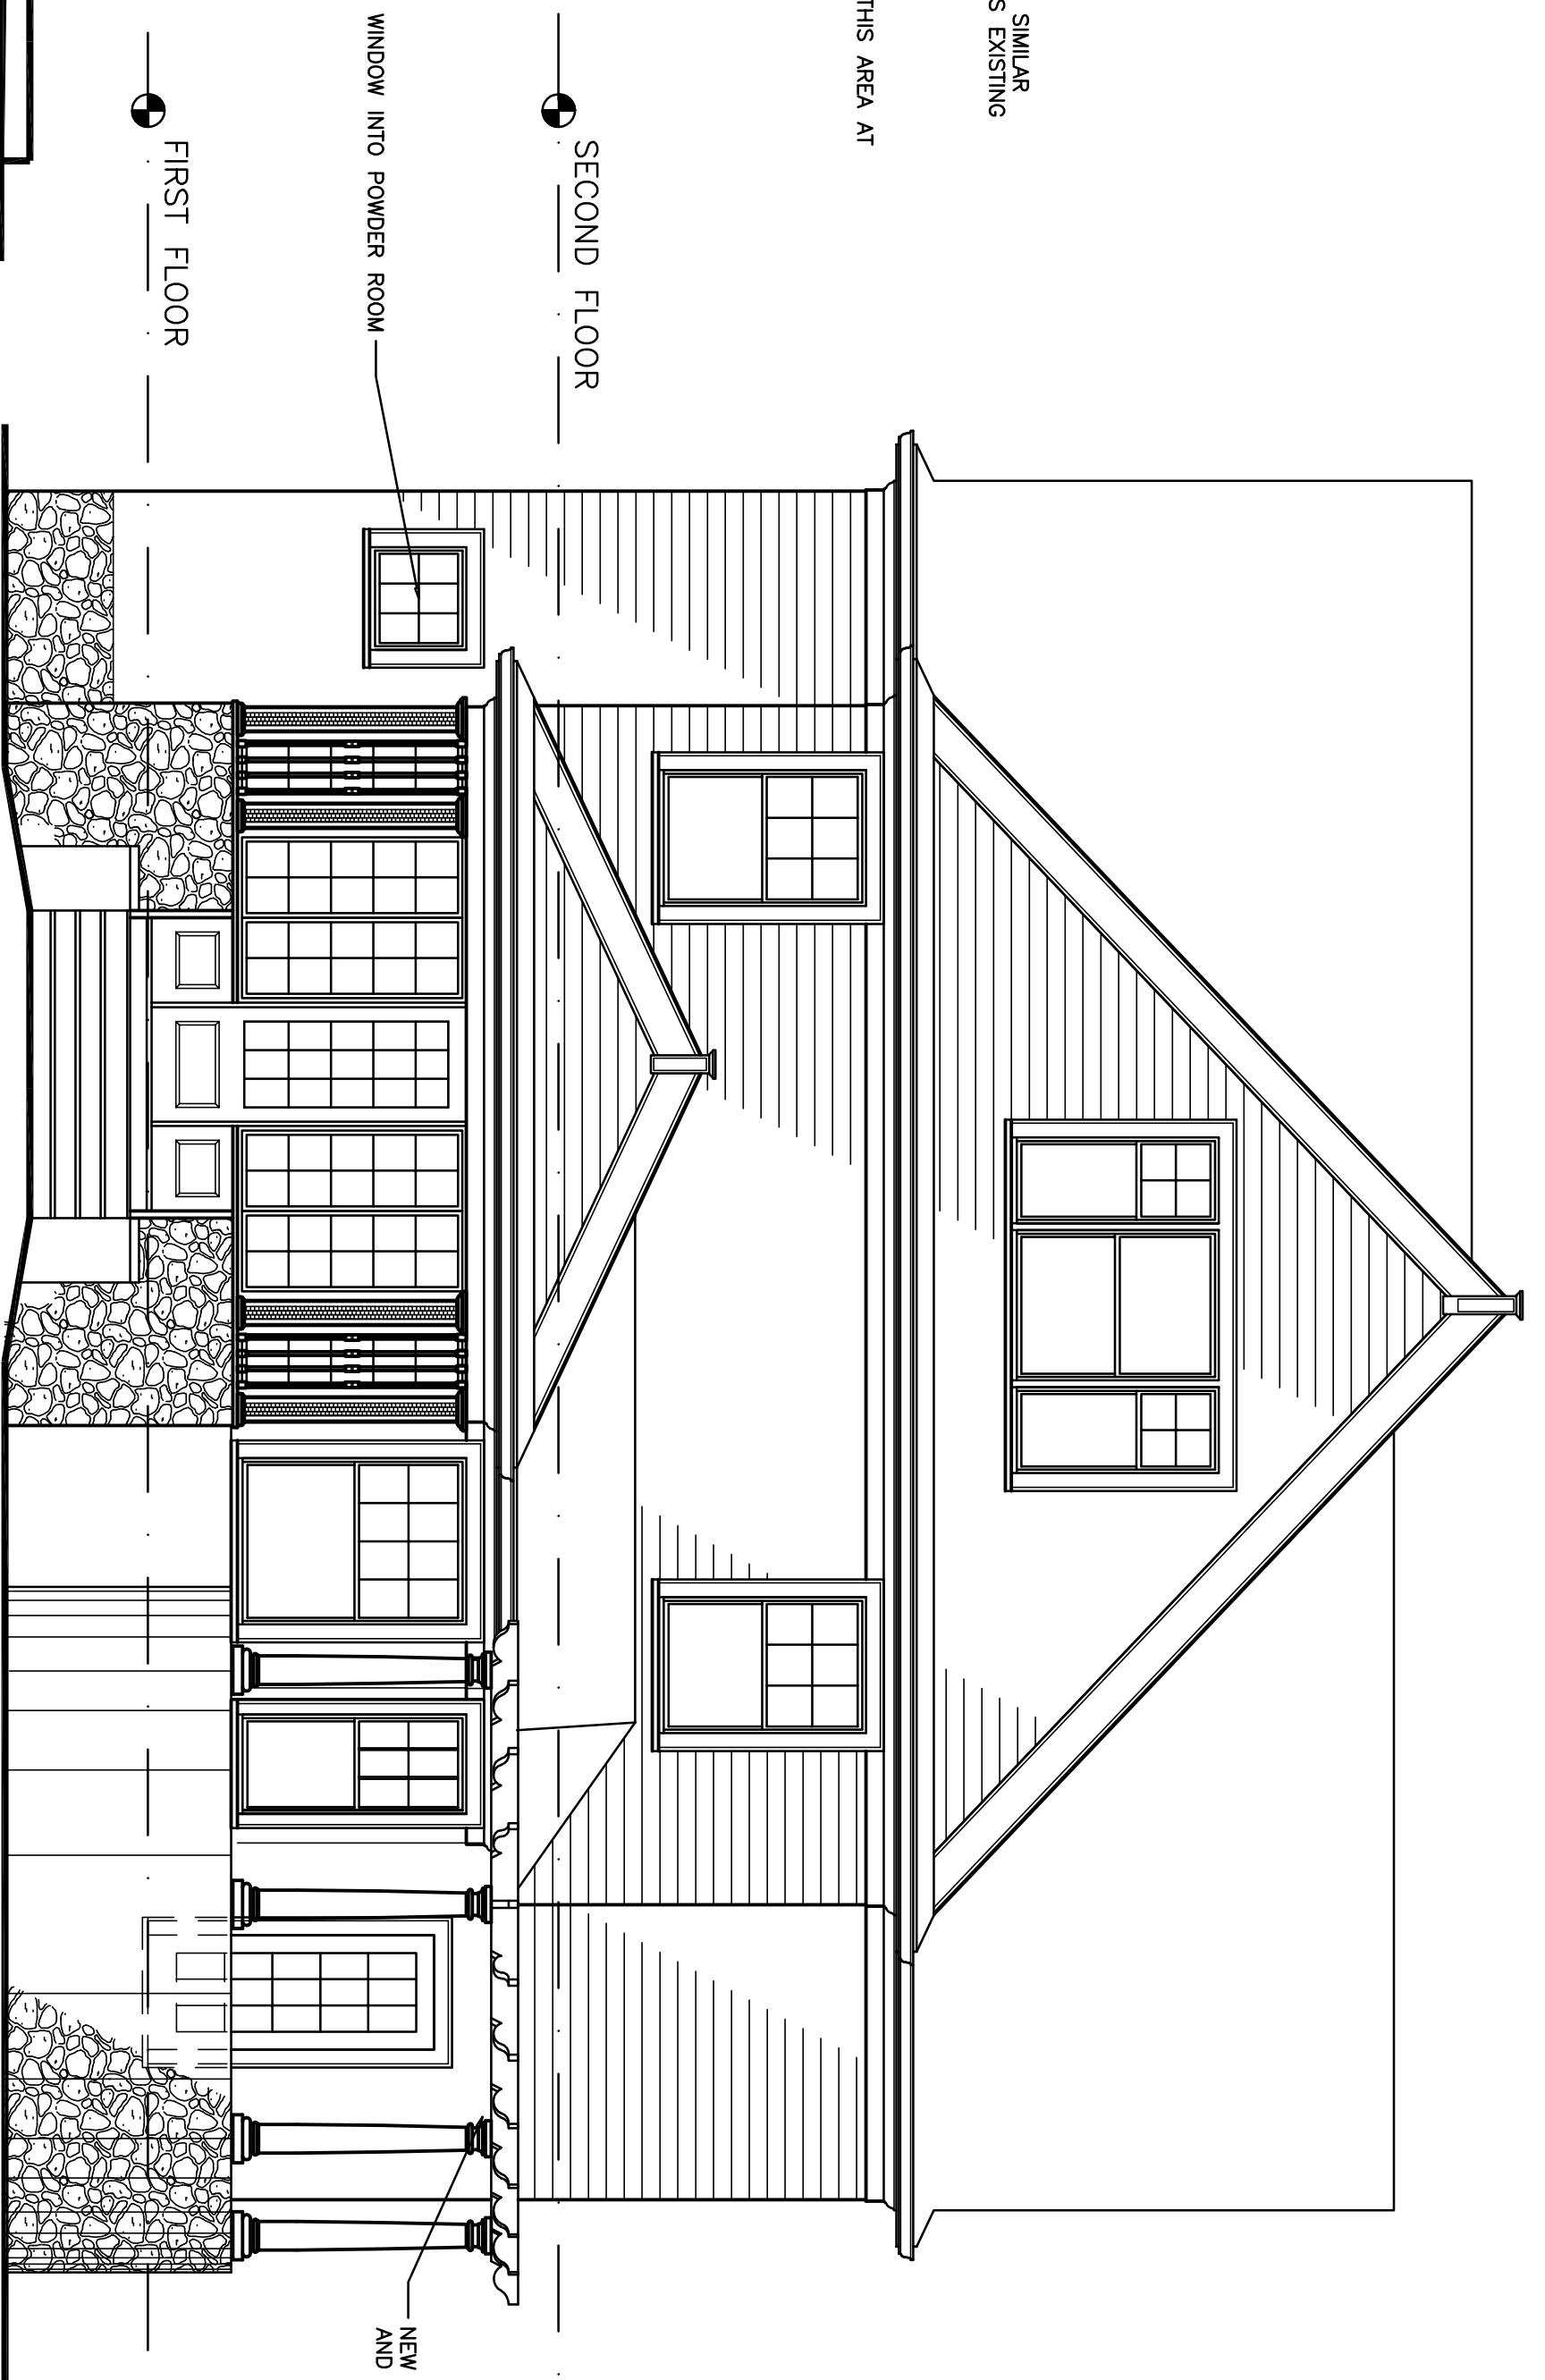 SIMILAR
S EXISTING
THIS AREA AT
SECOND FLOOR
WINDOW INTO POWDER ROOM
FIRST FLOOR
NEW
AND